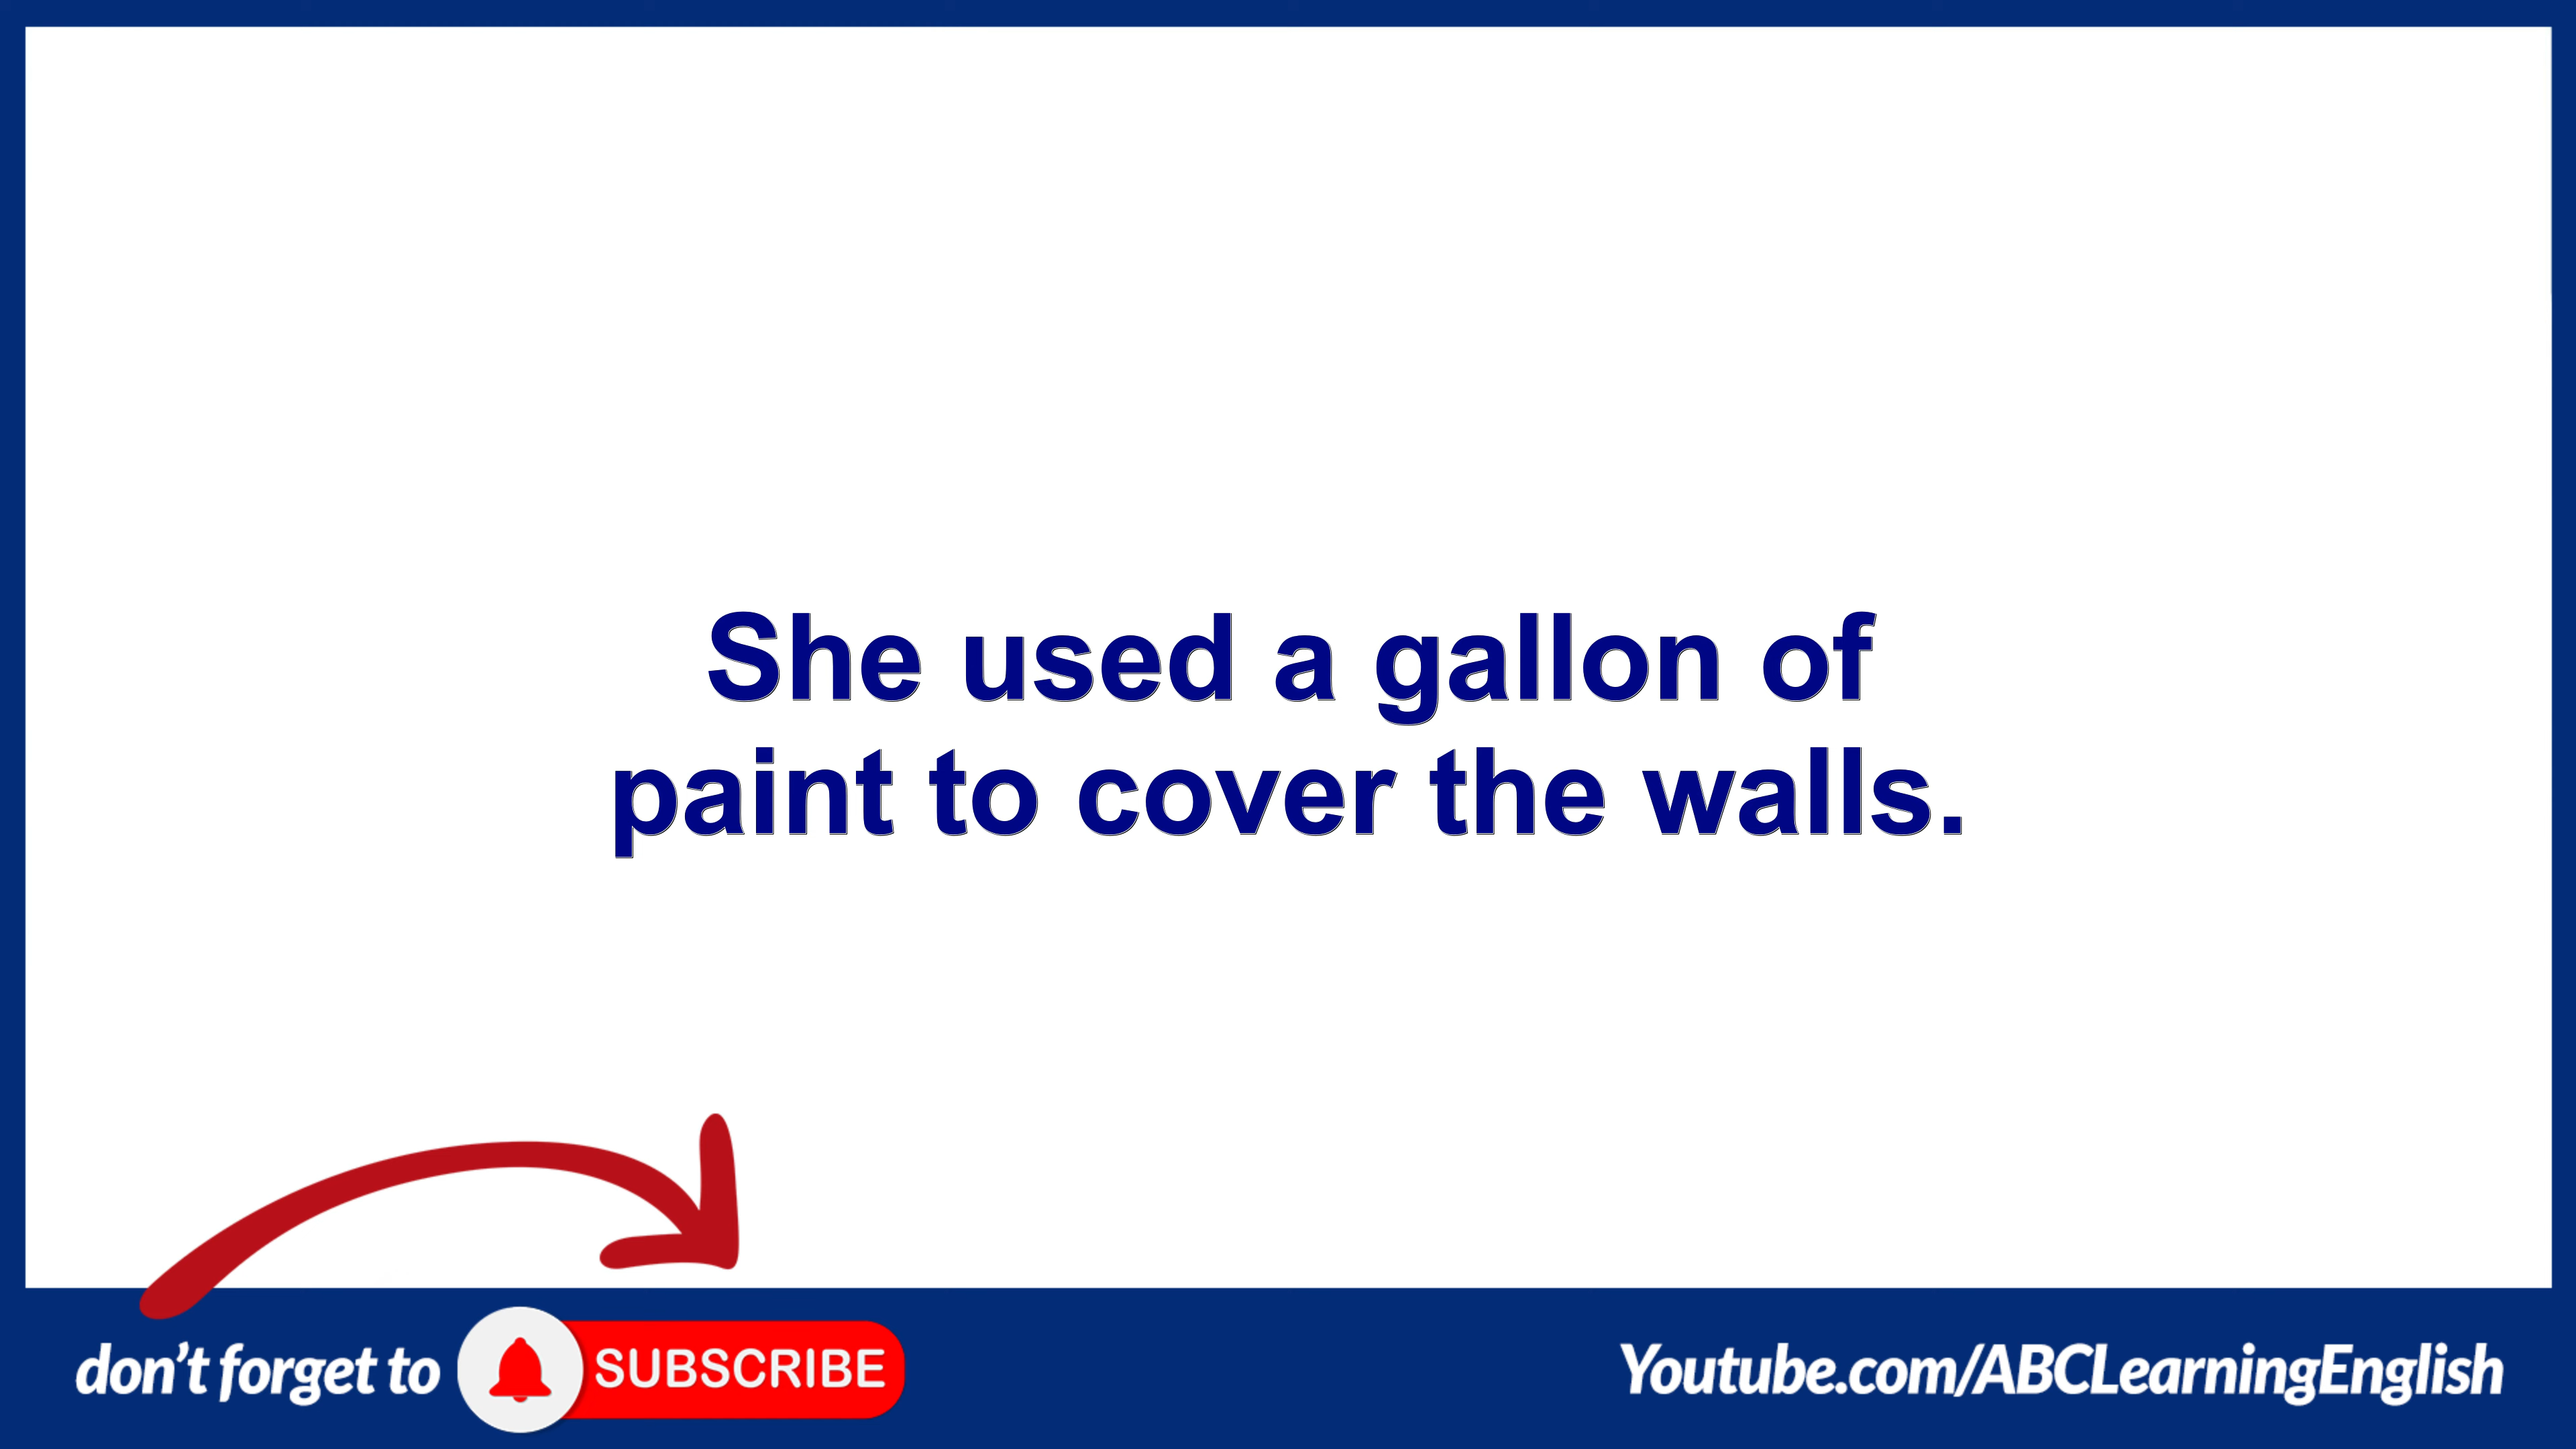 She used a gallon of
paint to cover the walls.
don't forget to SUBSCRIBE
Youtube.com/ABCLearningEnglish